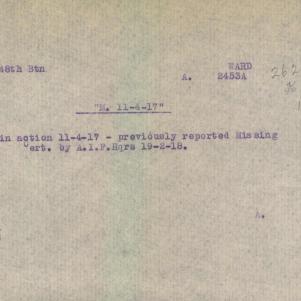 48th Btn WARD
A. 2453A 262
"M. 11-4-17"
in action 11-4-17 - previously reported Missing
ert. by A.I.F.Hqrs 19-2-18.
A.